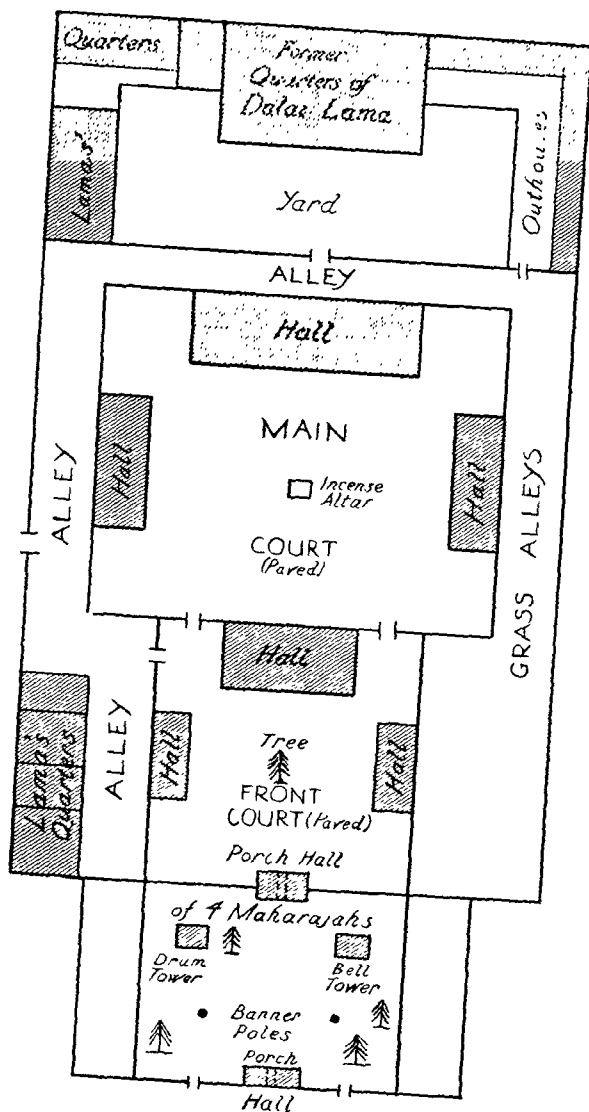 Quarters
Former
Quarters of
Dalai Lama
Lamas'
Yard
Outhouses
ALLEY
Hall
MAIN
Hall
Incense
Altar
Hall
ALLEY
COURT
(Paved)
GRASS ALLEYS
Hall
ALLEY
Hall
Tree
Hall
Lama's
Quarters
FRONT
COURT (Paved)
Porch Hall
of 4 Maharajahs
Drum
Tower
Bell
Tower
Banner
Poles
Porch
Hall